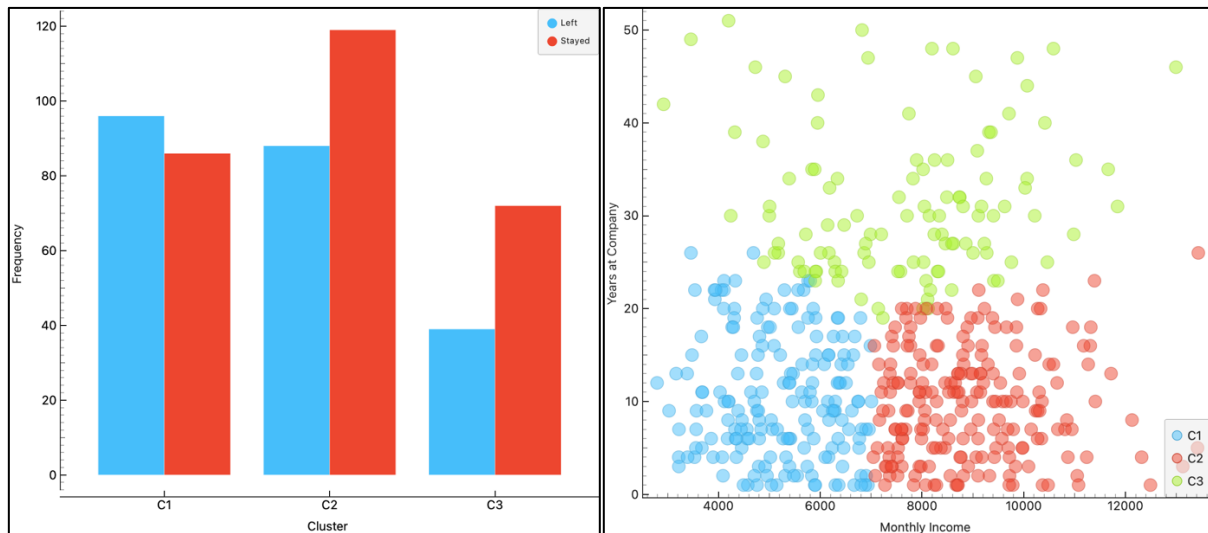 120
100
80
60
40
20
0
Frequency
C1
C2
C3
Cluster
Left
Stayed
50
40
30
20
10
0
Years at Company
4000
6000
8000
10000
12000
Monthly Income
C1
C2
C3